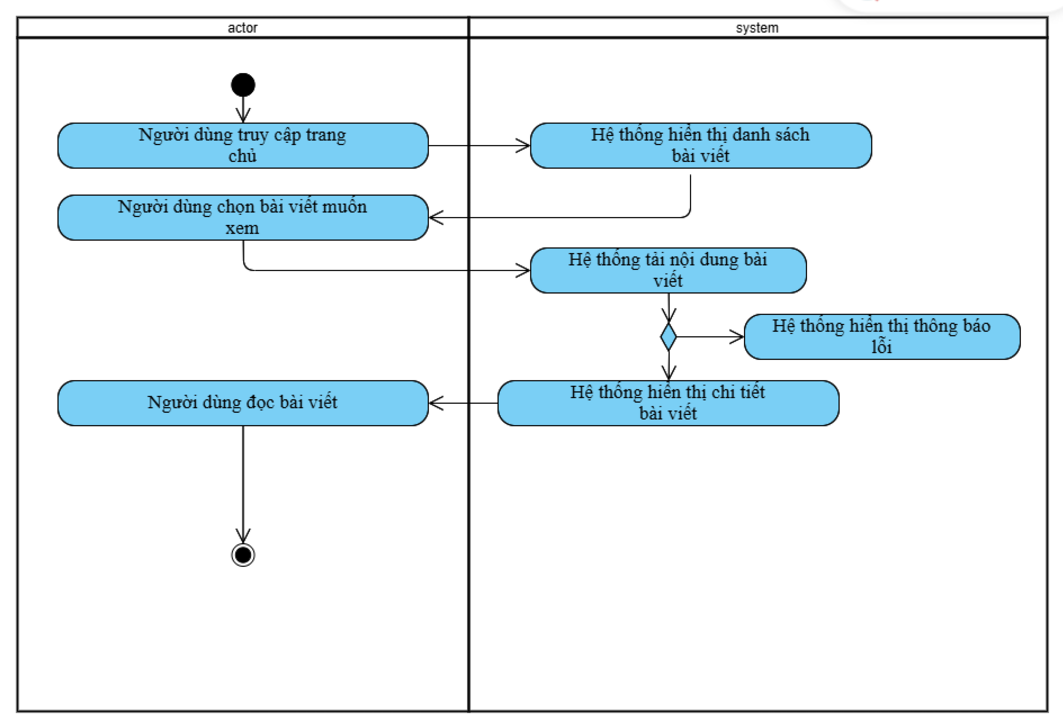 actor
system
Người dùng truy cập trang
chủ
Hệ thống hiển thị danh sách
bài viết
Người dùng chọn bài viết muốn
xem
Hệ thống tải nội dung bài
viết
Hệ thống hiển thị thông báo
lỗi
Hệ thống hiển thị chi tiết
bài viết
Người dùng đọc bài viết